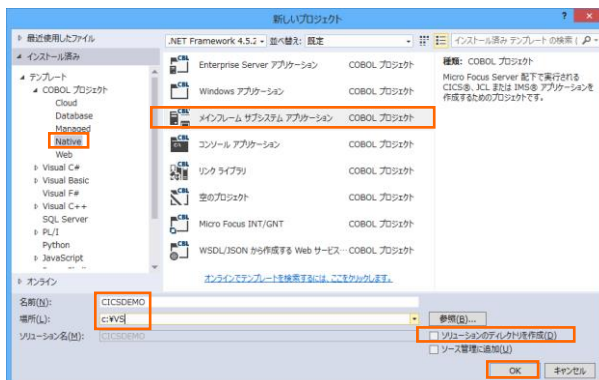 新しいプロジェクト
? ×
最近使用したファイル
.NET Framework 4.5.2 並べ替え: 既定
インストール済み テンプレート の検索 (
インストール済み
テンプレート
COBOL プロジェクト
Cloud
Database
Managed
Native
Web
Visual C#
Visual Basic
Visual F#
Visual C++
SQL Server
PL/I
Python
JavaScript
オンライン
Enterprise Server アプリケーション COBOL プロジェクト
Windows アプリケーション COBOL プロジェクト
メインフレーム サブシステム アプリケーション COBOL プロジェクト
コンソール アプリケーション COBOL プロジェクト
リンク ライブラリ COBOL プロジェクト
空のプロジェクト COBOL プロジェクト
Micro Focus INT/GNT COBOL プロジェクト
WSDL/JSON から作成する Web サービス… COBOL プロジェクト
オンラインでテンプレートを検索するには、ここをクリックします。
種類: COBOL プロジェクト
Micro Focus Server 配下で実行される
CICS®, JCL または IMS® アプリケーションを
作成するためのプロジェクトです。
名前(N): CICSDEMO
場所(L): c:¥VS
参照(B)...
ソリューション名(M): CICSDEMO
ソリューションのディレクトリを作成(D)
ソース管理に追加(U)
OK キャンセル